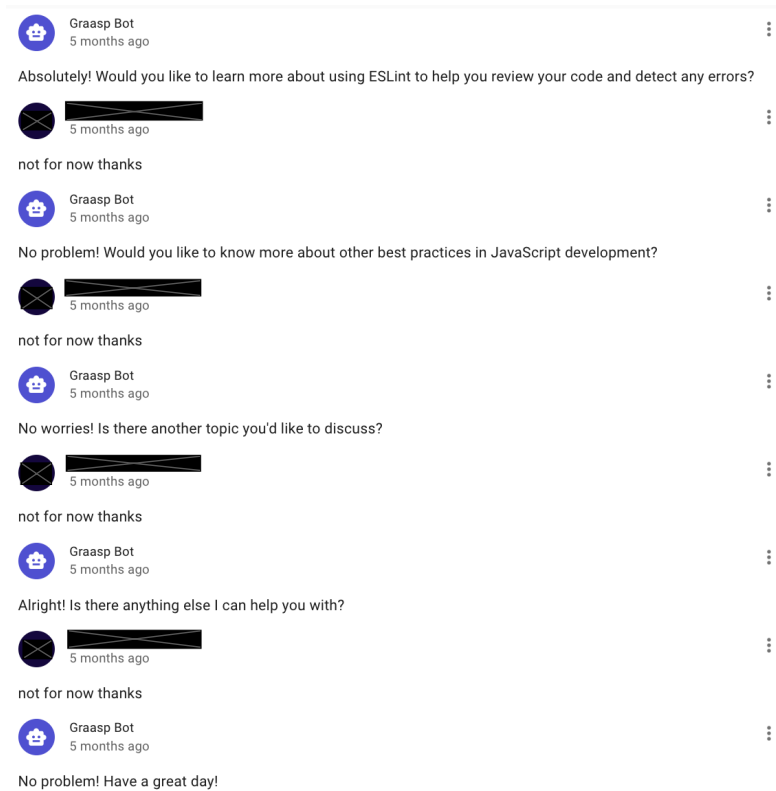 Graasp Bot
5 months ago
Absolutely! Would you like to learn more about using ESLint to help you review your code and detect any errors?
5 months ago
not for now thanks
Graasp Bot
5 months ago
No problem! Would you like to know more about other best practices in JavaScript development?
5 months ago
not for now thanks
Graasp Bot
5 months ago
No worries! Is there another topic you'd like to discuss?
5 months ago
not for now thanks
Graasp Bot
5 months ago
Alright! Is there anything else I can help you with?
5 months ago
not for now thanks
Graasp Bot
5 months ago
No problem! Have a great day!